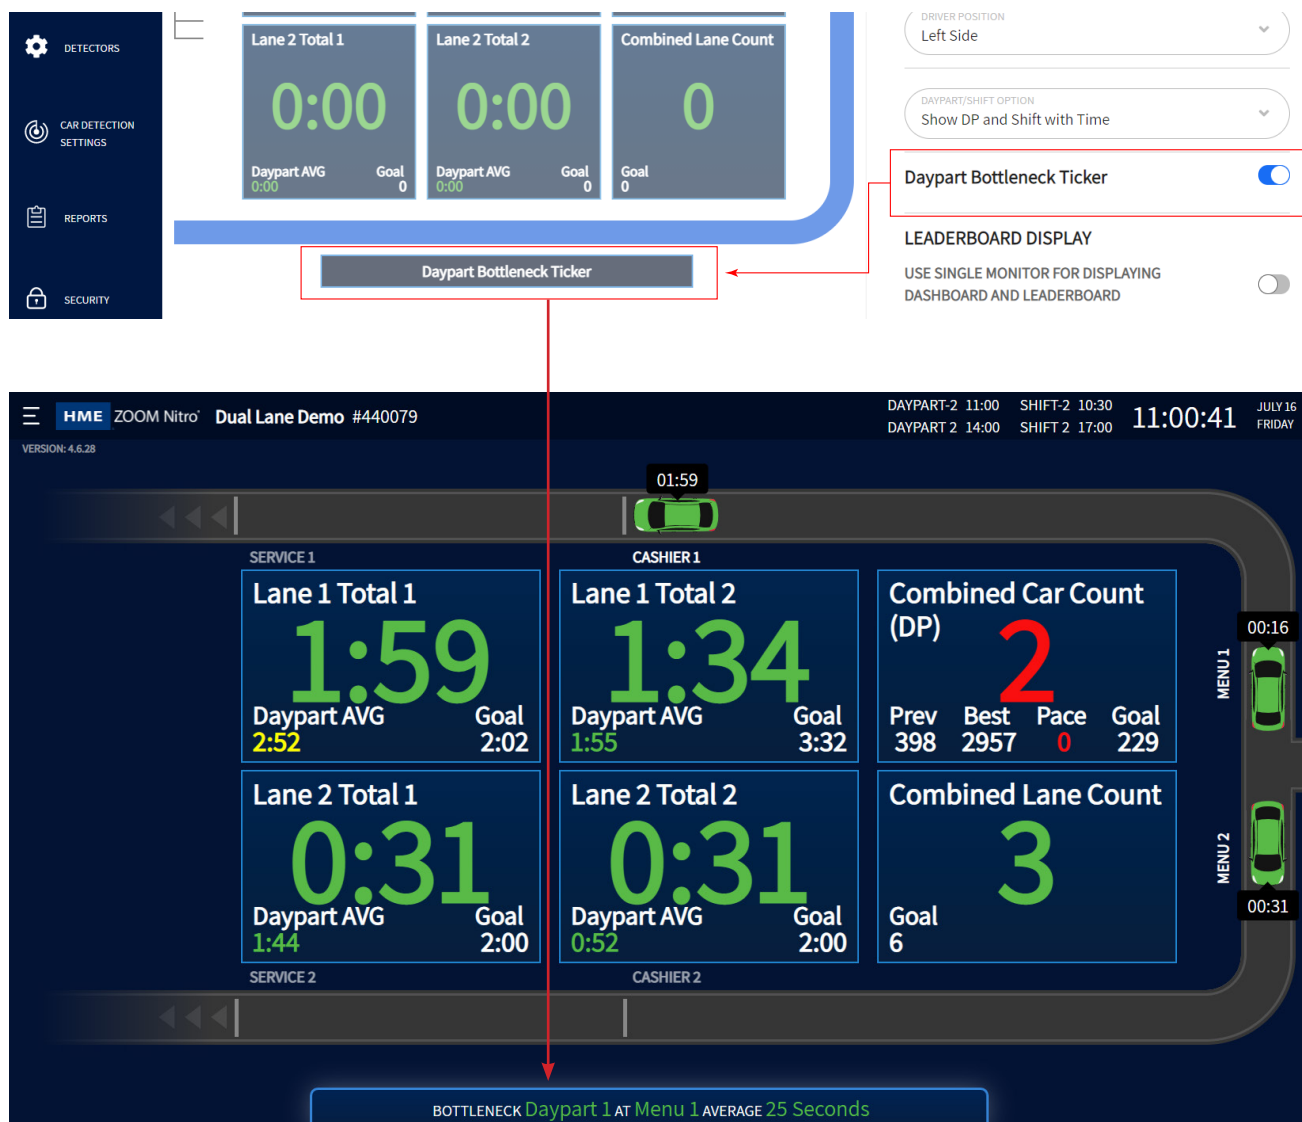 DETECTORS
CAR DETECTION
SETTINGS
REPORTS
SECURITY
Lane 2 Total 1
0:00
Daypart AVG Goal
0:00 0
Lane 2 Total 2
0:00
Daypart AVG Goal
0:00 0
Combined Lane Count
0
Goal
0
Daypart Bottleneck Ticker
DRIVER POSITION
Left Side
DAYPART/SHIFT OPTION
Show DP and Shift with Time
Daypart Bottleneck Ticker
LEADERBOARD DISPLAY
USE SINGLE MONITOR FOR DISPLAYING
DASHBOARD AND LEADERBOARD
HME ZOOM Nitro® Dual Lane Demo #440079
DAYPART-2 11:00 SHIFT-2 10:30
DAYPART 2 14:00 SHIFT 2 17:00
11:00:41
JULY 16
FRIDAY
VERSION: 4.6.28
01:59
SERVICE 1
CASHIER 1
Lane 1 Total 1
1:59
Daypart AVG Goal
2:52 2:02
Lane 1 Total 2
1:34
Daypart AVG Goal
1:55 3:32
Combined Car Count
(DP)
2
Prev Best Pace Goal
398 2957 0 229
MENU 1
00:16
Lane 2 Total 1
0:31
Daypart AVG Goal
1:44 2:00
Lane 2 Total 2
0:31
Daypart AVG Goal
0:52 2:00
Combined Lane Count
3
Goal
6
MENU 2
00:31
SERVICE 2
CASHIER 2
BOTTLENECK Daypart 1 AT Menu 1 AVERAGE 25 Seconds